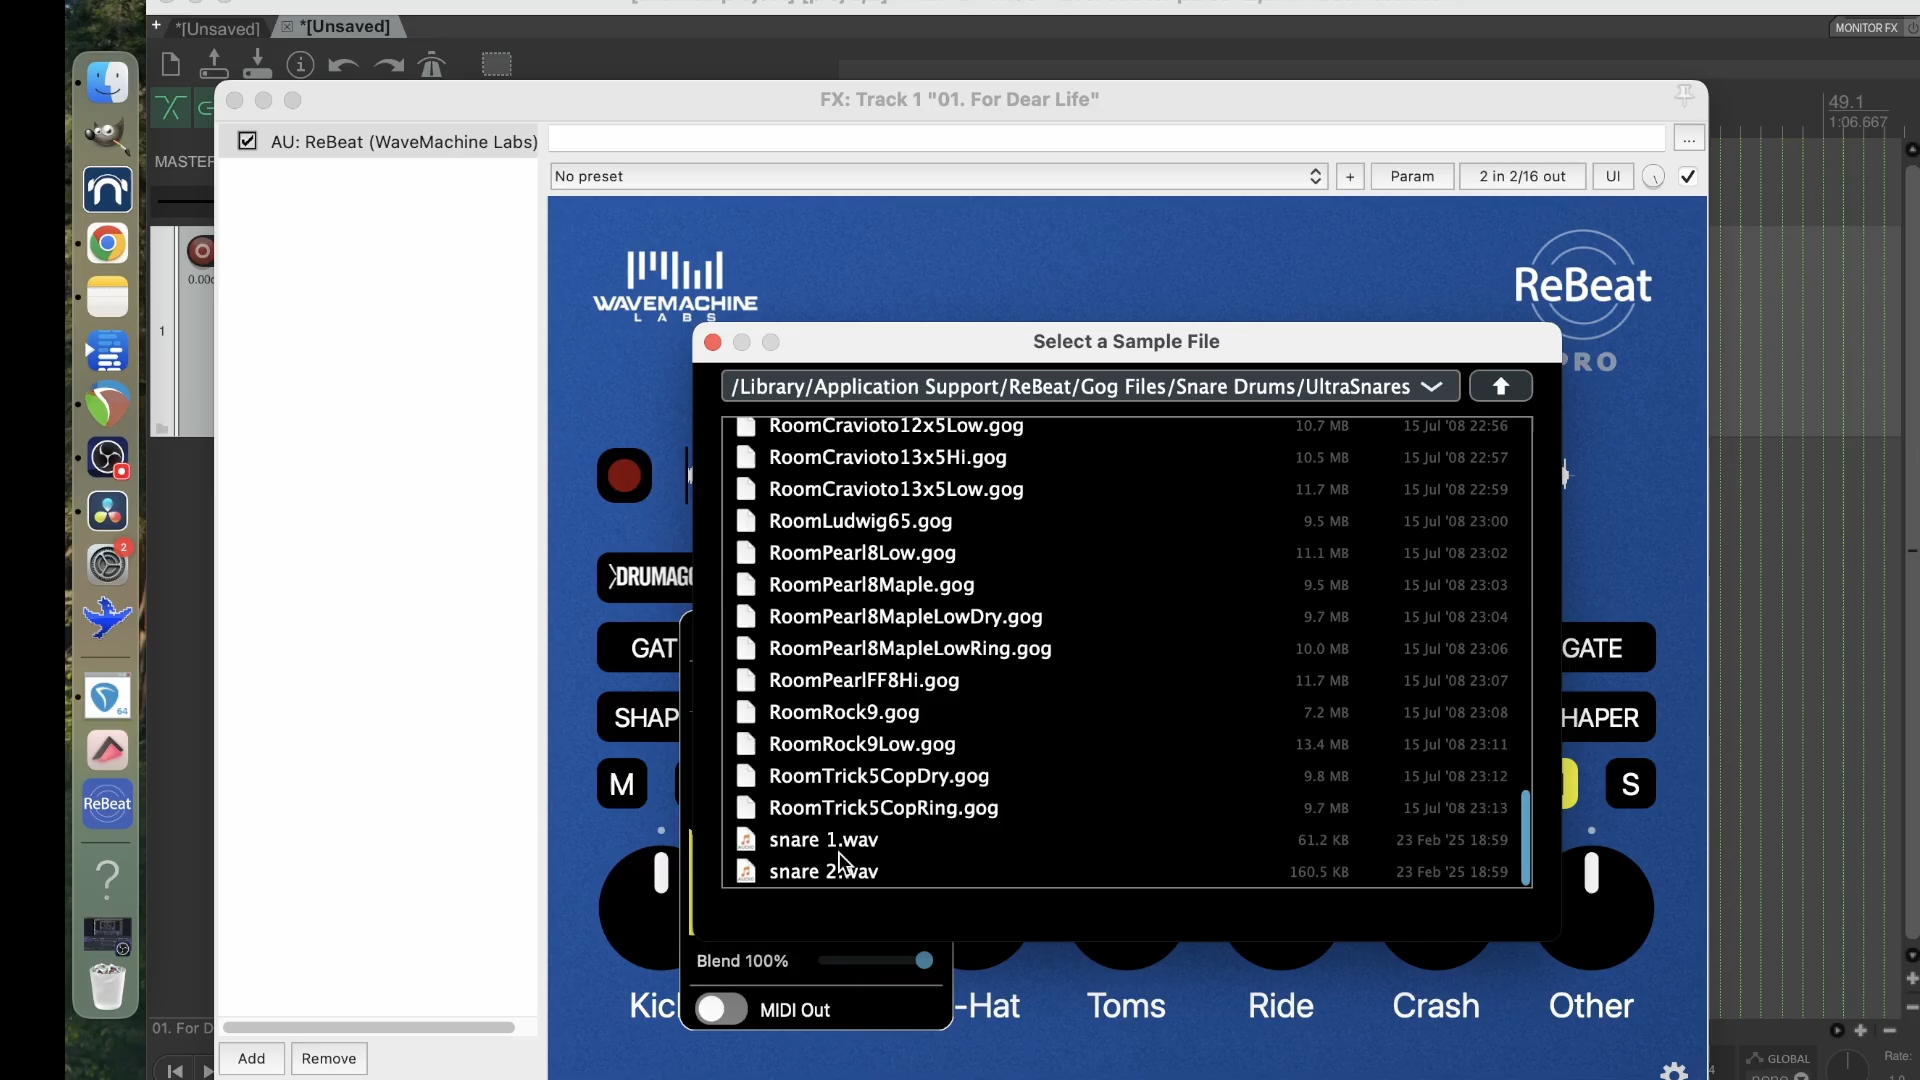 + *[Unsaved] *[Unsaved]
MONITOR FX
FX: Track 1 "01. For Dear Life"
49.1
1:06.667
AU: ReBeat (WaveMachine Labs)
...
MASTER
No preset
+
Param
2 in 2/16 out
UI
0.00
1
WAVEMACHINE
LABS
ReBeat
PRO
Select a Sample File
/Library/Application Support/ReBeat/Gog Files/Snare Drums/UltraSnares
RoomCravioto12x5Low.gog 10.7 MB 15 Jul '08 22:56
RoomCravioto13x5Hi.gog 10.5 MB 15 Jul '08 22:57
RoomCravioto13x5Low.gog 11.7 MB 15 Jul '08 22:59
RoomLudwig65.gog 9.5 MB 15 Jul '08 23:00
RoomPearl8Low.gog 11.1 MB 15 Jul '08 23:02
RoomPearl8Maple.gog 9.5 MB 15 Jul '08 23:03
RoomPearl8MapleLowDry.gog 9.7 MB 15 Jul '08 23:04
RoomPearl8MapleLowRing.gog 10.0 MB 15 Jul '08 23:06
RoomPearlFF8Hi.gog 11.7 MB 15 Jul '08 23:07
RoomRock9.gog 7.2 MB 15 Jul '08 23:08
RoomRock9Low.gog 13.4 MB 15 Jul '08 23:11
RoomTrick5CopDry.gog 9.8 MB 15 Jul '08 23:12
RoomTrick5CopRing.gog 9.7 MB 15 Jul '08 23:13
snare 1.wav 61.2 KB 23 Feb '25 18:59
snare 2.wav 160.5 KB 23 Feb '25 18:59
DRUMAG
GAT
GATE
SHAP
HAPER
M
S
Blend 100%
MIDI Out
Kic
-Hat
Toms
Ride
Crash
Other
2
64
ReBeat
?
01. For D
Add
Remove
GLOBAL
none
Rate:
1.0